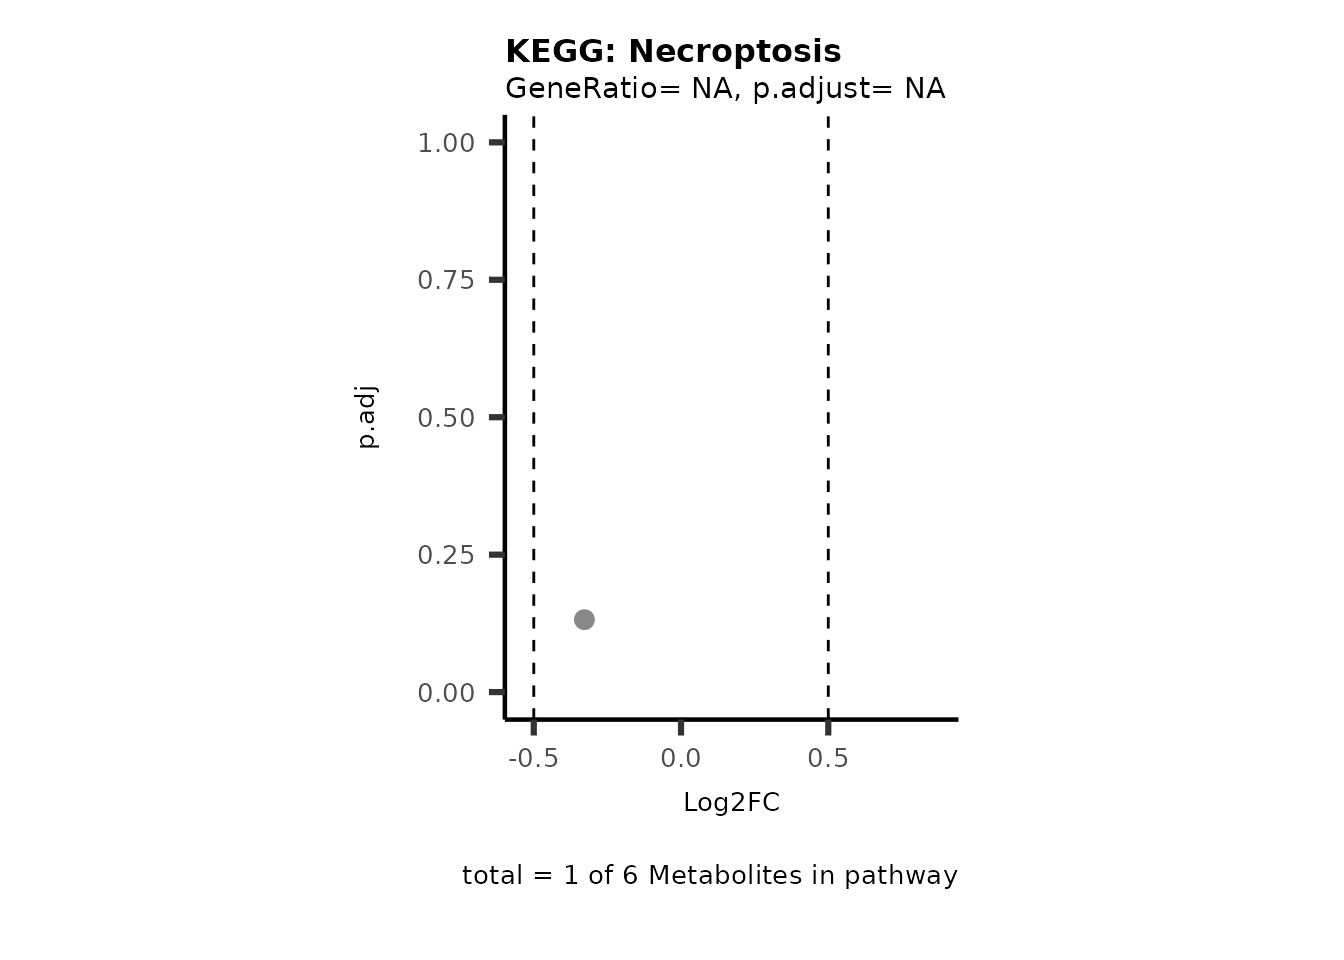 KEGG: Necroptosis
GeneRatio= NA, p.adjust= NA
1.00
0.75
0.50
0.25
0.00
p.adj
-0.5 0.0 0.5
Log2FC
total = 1 of 6 Metabolites in pathway